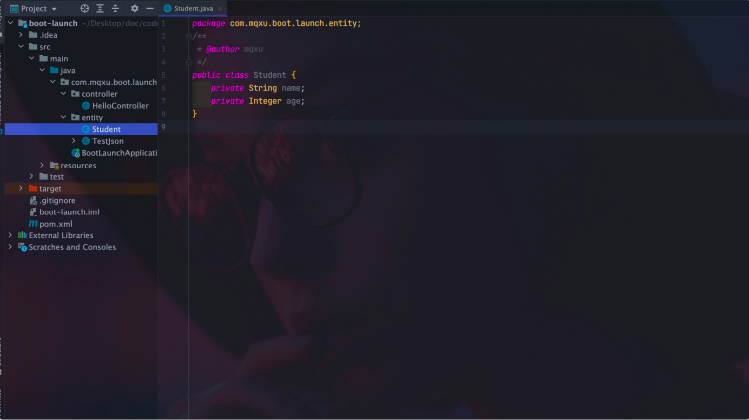 Project
Student.java ×
boot-launch ~/Desktop/doc/code
.idea
src
main
java
com.mqxu.boot.launch
controller
HelloController
entity
Student
TestJson
BootLaunchApplicati
resources
test
target
.gitignore
boot-launch.iml
pom.xml
External Libraries
Scratches and Consoles
1 package com.mqxu.boot.launch.entity;
2 /**
3 * @author mqxu
4 */
5 public class Student {
6 private String name;
7 private Integer age;
8 }
9